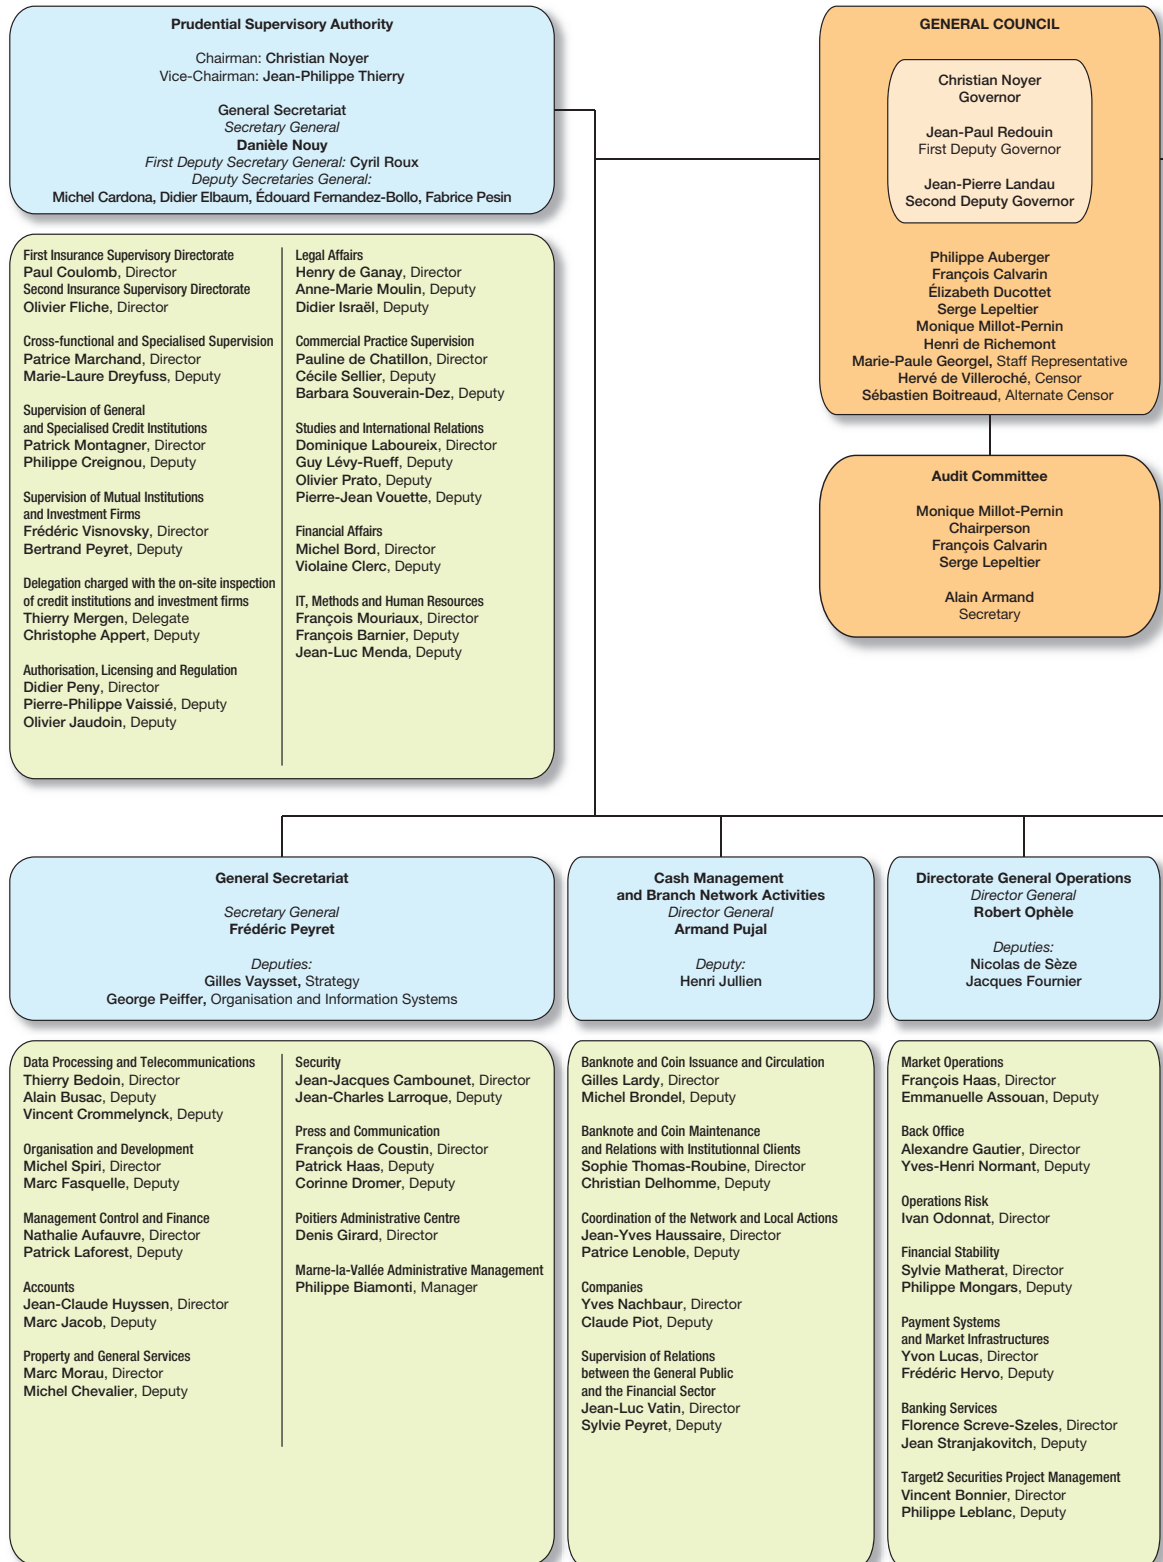 Prudential Supervisory Authority
Chairman: Christian Noyer
Vice-Chairman: Jean-Philippe Thierry
General Secretariat
Secretary General
Danièle Nouy
First Deputy Secretary General: Cyril Roux
Deputy Secretaries General:
Michel Cardona, Didier Elbaum, Édouard Fernandez-Bollo, Fabrice Pesin
First Insurance Supervisory Directorate
Paul Coulomb, Director
Second Insurance Supervisory Directorate
Olivier Fliche, Director
Cross-functional and Specialised Supervision
Patrice Marchand, Director
Marie-Laure Dreyfuss, Deputy
Supervision of General
and Specialised Credit Institutions
Patrick Montagner, Director
Philippe Creignou, Deputy
Supervision of Mutual Institutions
and Investment Firms
Frédéric Visnovsky, Director
Bertrand Peyret, Deputy
Delegation charged with the on-site inspection
of credit institutions and investment firms
Thierry Mergen, Delegate
Christophe Appert, Deputy
Authorisation, Licensing and Regulation
Didier Peny, Director
Pierre-Philippe Vaissié, Deputy
Olivier Jaudoin, Deputy
Legal Affairs
Henry de Ganay, Director
Anne-Marie Moulin, Deputy
Didier Israël, Deputy
Commercial Practice Supervision
Pauline de Chatillon, Director
Cécile Sellier, Deputy
Barbara Souverain-Dez, Deputy
Studies and International Relations
Dominique Laboureix, Director
Guy Lévy-Rueff, Deputy
Olivier Prato, Deputy
Pierre-Jean Vouette, Deputy
Financial Affairs
Michel Bord, Director
Violaine Clerc, Deputy
IT, Methods and Human Resources
François Mouriaux, Director
François Barnier, Deputy
Jean-Luc Menda, Deputy
GENERAL COUNCIL
Christian Noyer
Governor
Jean-Paul Redouin
First Deputy Governor
Jean-Pierre Landau
Second Deputy Governor
Philippe Auberger
François Calvarin
Élizabeth Ducottet
Serge Lepeltier
Monique Millot-Pernin
Henri de Richemont
Marie-Paule Georgel, Staff Representative
Hervé de Villeroché, Censor
Sébastien Boitreaud, Alternate Censor
Audit Committee
Monique Millot-Pernin
Chairperson
François Calvarin
Serge Lepeltier
Alain Armand
Secretary
General Secretariat
Secretary General
Frédéric Peyret
Deputies:
Gilles Vaysset, Strategy
George Peiffer, Organisation and Information Systems
Data Processing and Telecommunications
Thierry Bedoin, Director
Alain Busac, Deputy
Vincent Crommelynck, Deputy
Organisation and Development
Michel Spiri, Director
Marc Fasquelle, Deputy
Management Control and Finance
Nathalie Aufauvre, Director
Patrick Laforest, Deputy
Accounts
Jean-Claude Huyssen, Director
Marc Jacob, Deputy
Property and General Services
Marc Morau, Director
Michel Chevalier, Deputy
Security
Jean-Jacques Cambounet, Director
Jean-Charles Larroque, Deputy
Press and Communication
François de Coustin, Director
Patrick Haas, Deputy
Corinne Dromer, Deputy
Poitiers Administrative Centre
Denis Girard, Director
Marne-la-Vallée Administrative Management
Philippe Biamonti, Manager
Cash Management
and Branch Network Activities
Director General
Armand Pujal
Deputy:
Henri Jullien
Banknote and Coin Issuance and Circulation
Gilles Lardy, Director
Michel Brondel, Deputy
Banknote and Coin Maintenance
and Relations with Institutionnal Clients
Sophie Thomas-Roubine, Director
Christian Delhomme, Deputy
Coordination of the Network and Local Actions
Jean-Yves Haussaire, Director
Patrice Lenoble, Deputy
Companies
Yves Nachbaur, Director
Claude Piot, Deputy
Supervision of Relations
between the General Public
and the Financial Sector
Jean-Luc Vatin, Director
Sylvie Peyret, Deputy
Directorate General Operations
Director General
Robert Ophèle
Deputies:
Nicolas de Sèze
Jacques Fournier
Market Operations
François Haas, Director
Emmanuelle Assouan, Deputy
Back Office
Alexandre Gautier, Director
Yves-Henri Normant, Deputy
Operations Risk
Ivan Odonnat, Director
Financial Stability
Sylvie Matherat, Director
Philippe Mongars, Deputy
Payment Systems
and Market Infrastructures
Yvon Lucas, Director
Frédéric Hervo, Deputy
Banking Services
Florence Screve-Szeles, Director
Jean Stranjakovitch, Deputy
Target2 Securities Project Management
Vincent Bonnier, Director
Philippe Leblanc, Deputy